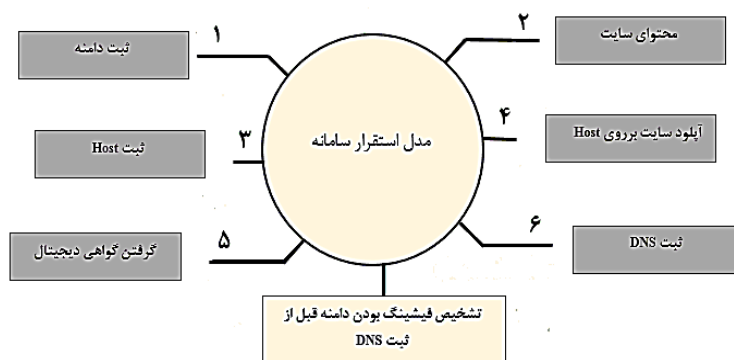 ۱
ثبت دامنه
۲
محتوای سایت
مدل استقرار سامانه
۳
ثبت Host
۴
آپلود سایت برروی Host
۵
گرفتن گواهی دیجیتال
۶
ثبت DNS
تشخیص فیشینگ بودن دامنه قبل از
ثبت DNS